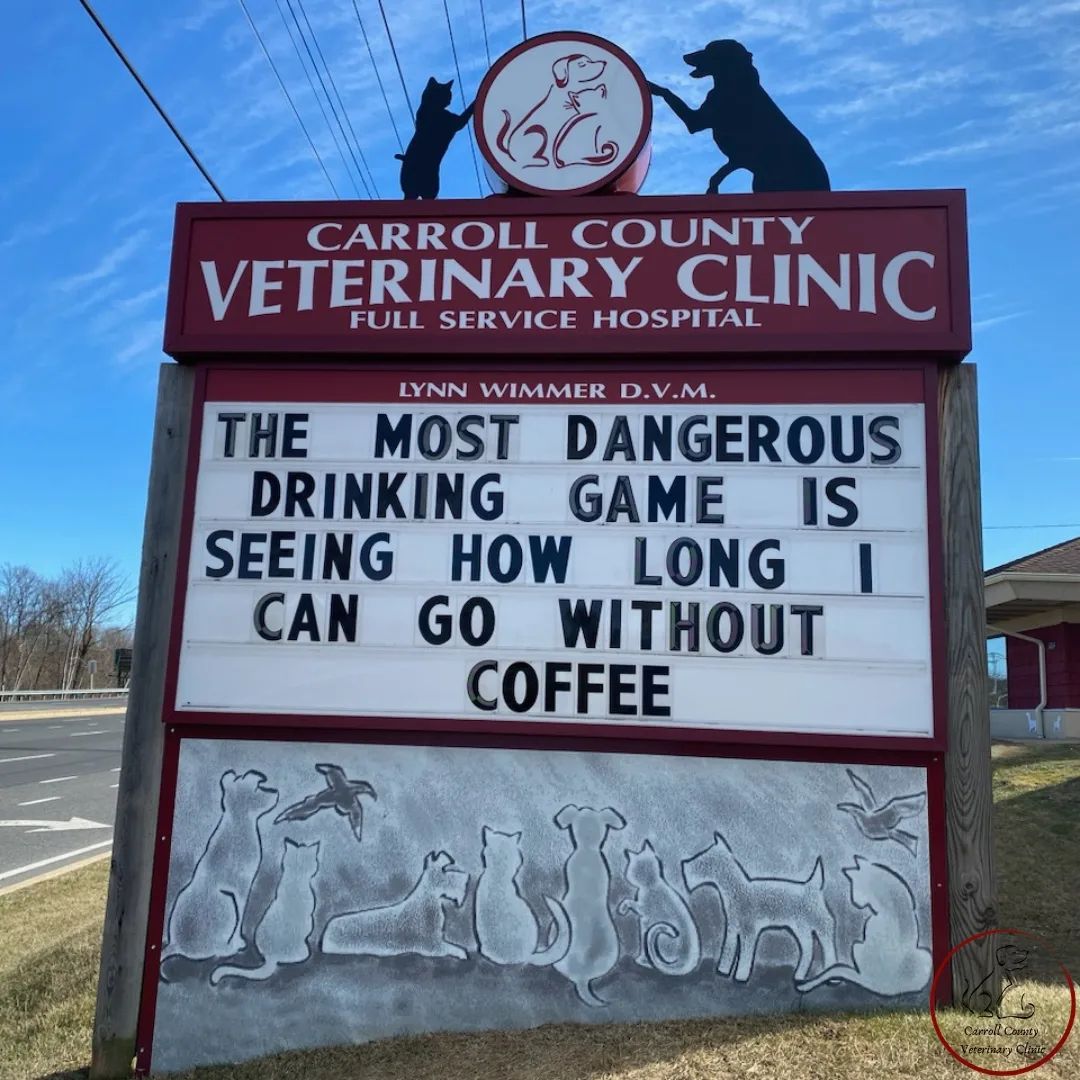 CARROLL COUNTY
VETERINARY CLINIC
FULL SERVICE HOSPITAL
LYNN WIMMER D.V.M.
THE MOST DANGEROUS
DRINKING GAME IS
SEEING HOW LONG I
CAN GO WITHOUT
COFFEE
Carroll County
Veterinary Clinic